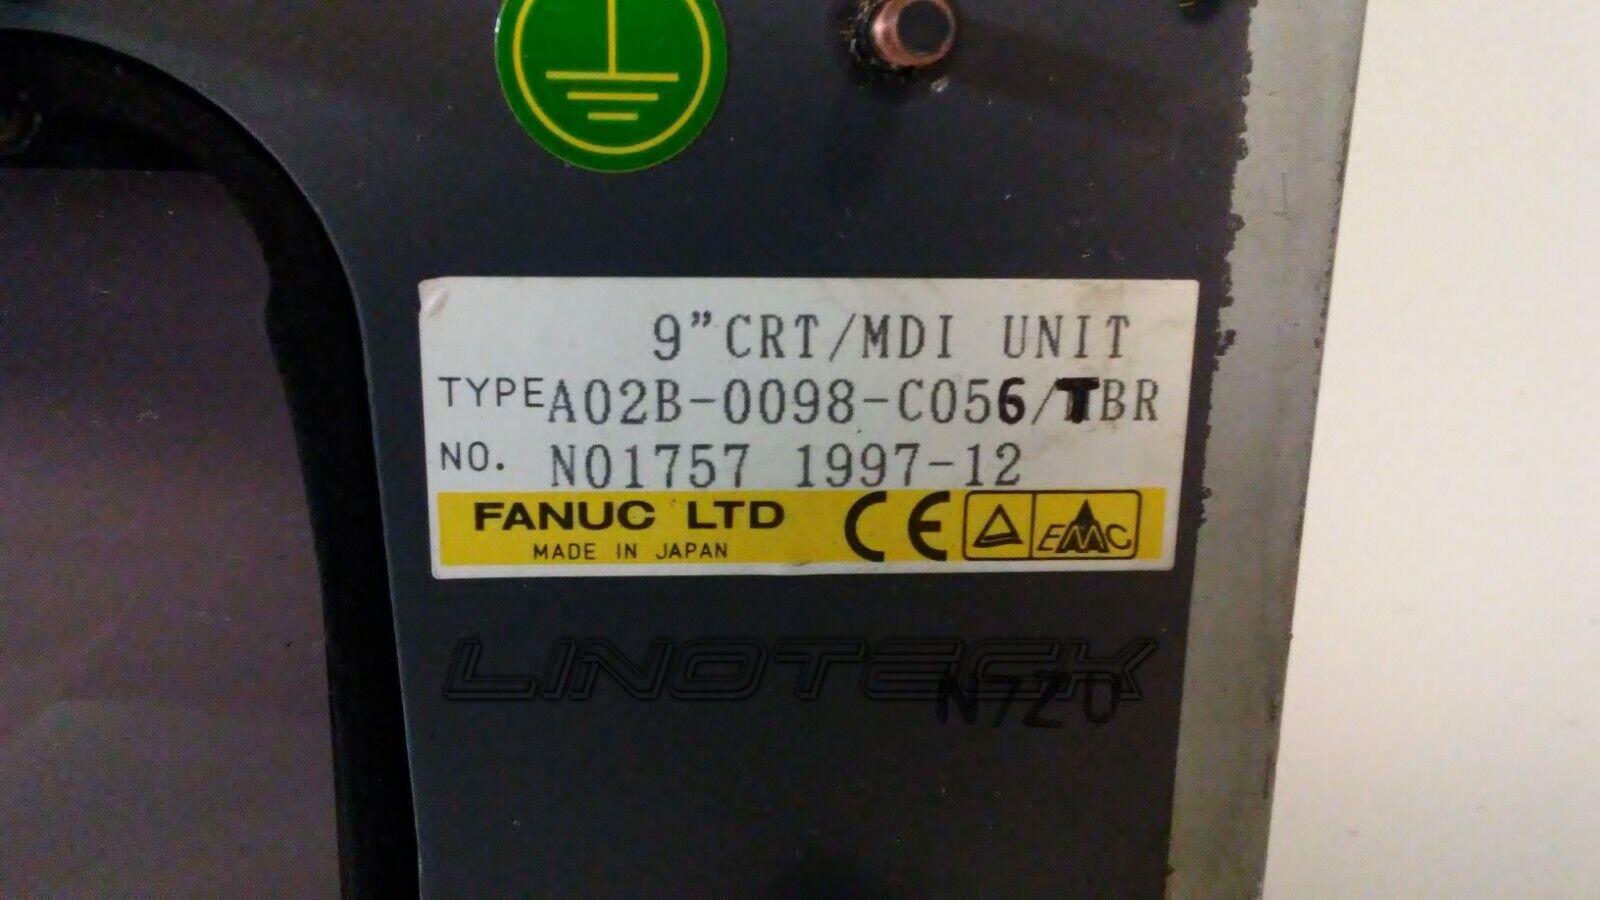 9”CRT/MDI UNIT
TYPE A02B-0098-C056/TBR
NO. N01757 1997-12
FANUC LTD
MADE IN JAPAN
CE
EMC
LINOTECK
N7Z0